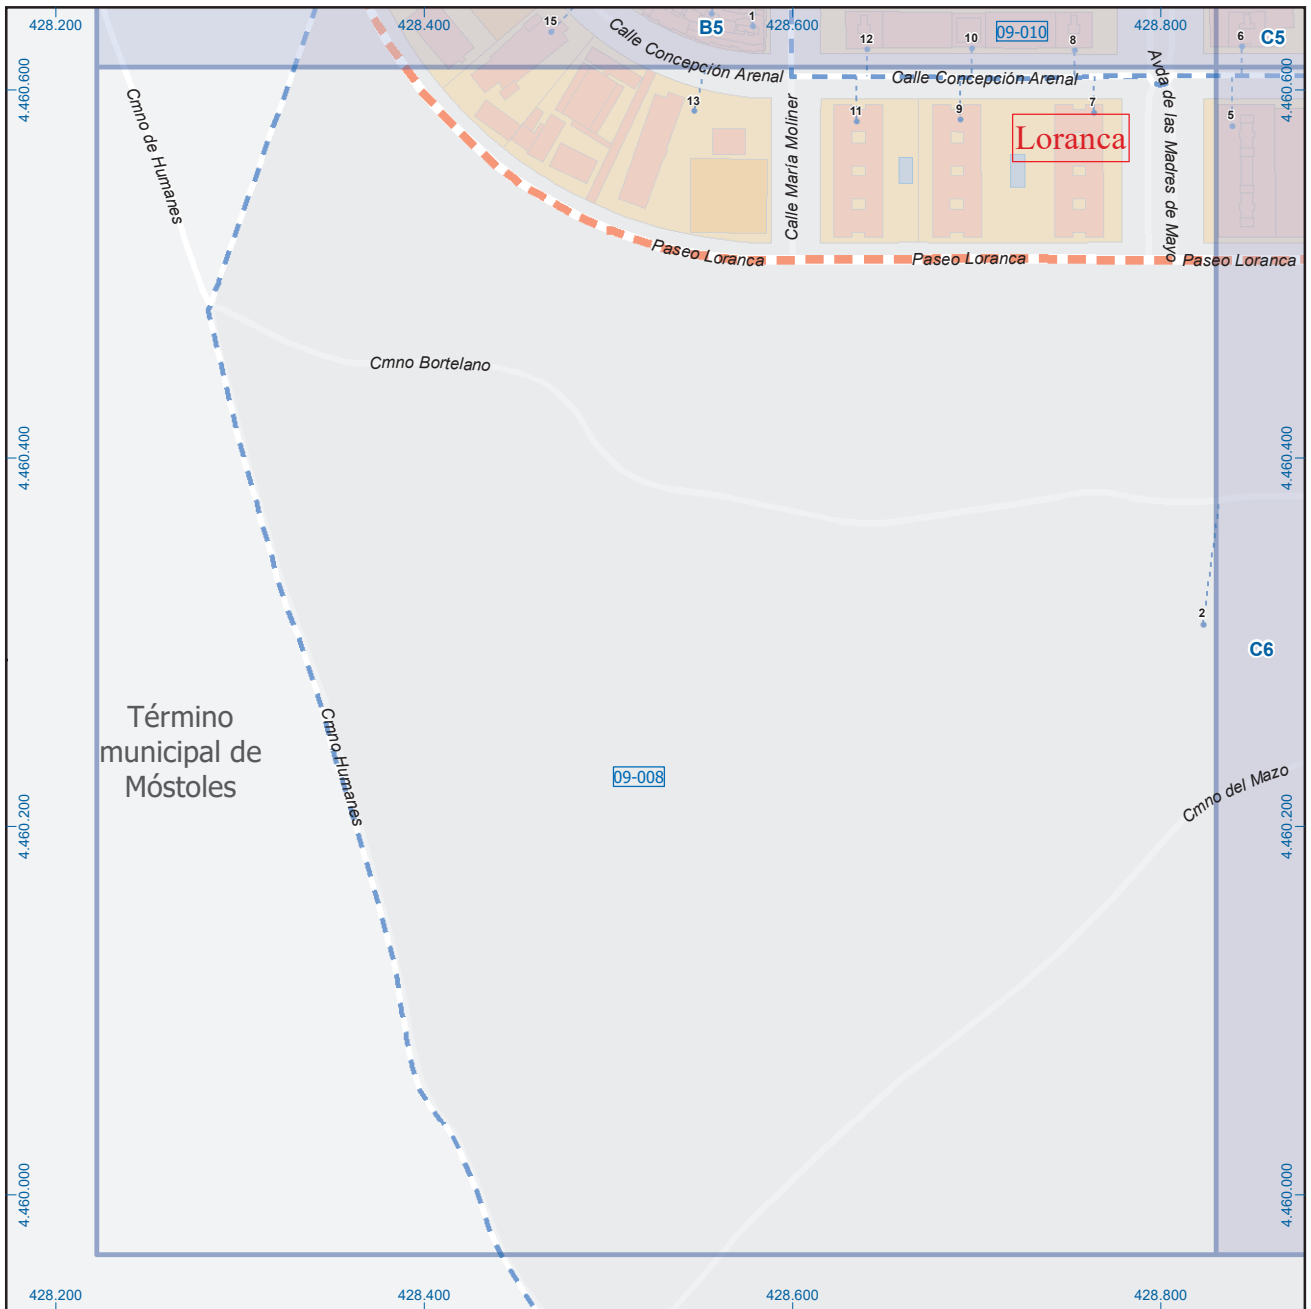 428.200
428.400
428.600
428.800
15
Calle Concepción Arenal
B5
1
12
10
09-010
8
6
C5
4.460.600
Cmno de Humanes
13
Calle María Moliner
Calle Concepción Arenal
11
9
7
Loranca
Avda de las Madres de Mayo
5
4.460.600
Paseo Loranca
Paseo Loranca
Paseo Loranca
Cmno Bortelano
4.460.400
4.460.400
2
C6
Término
municipal de
Móstoles
Cmno Humanes
09-008
Cmno del Mazo
4.460.200
4.460.200
4.460.000
4.460.000
428.200
428.400
428.600
428.800